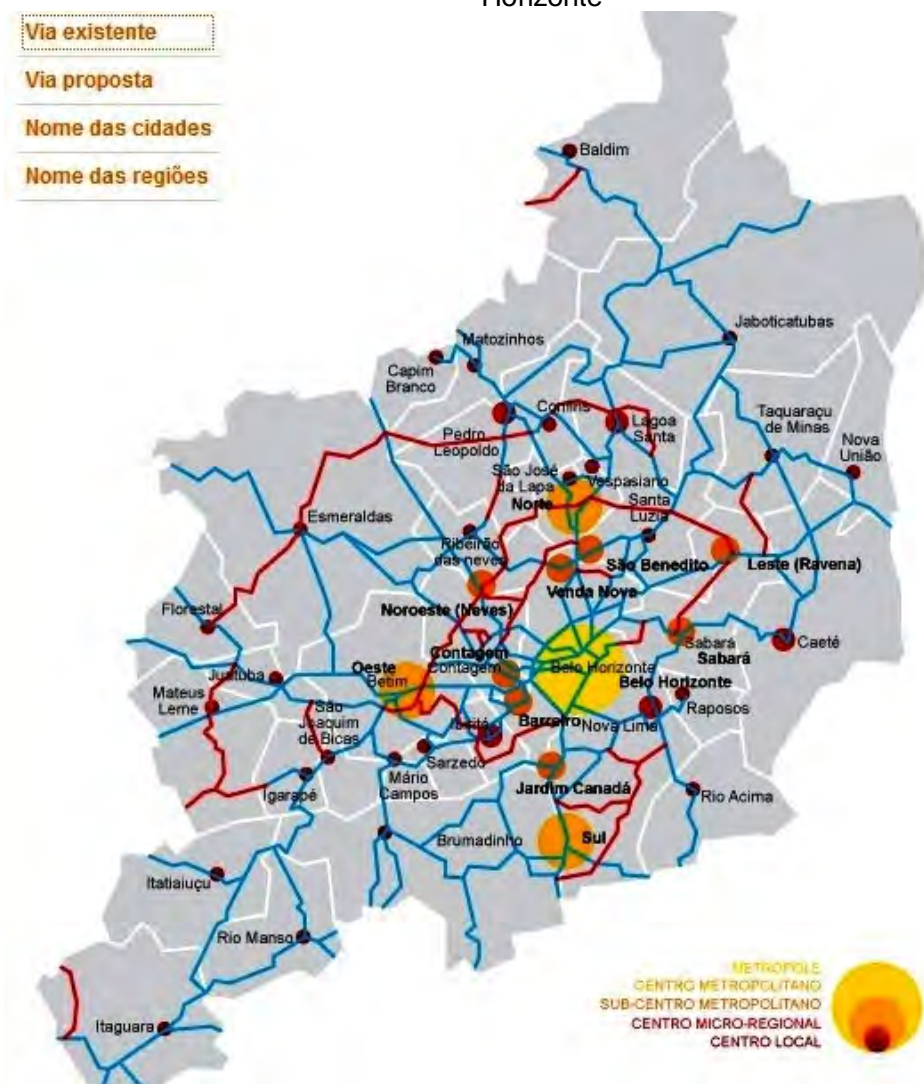 Horizonte
Via existente
Via proposta
Nome das cidades
Nome das regiões
Baldim
Jaboticatubas
Matozinhos
Capim
Branco
Confins
Pedro
Leopoldo
Lagoa
Santa
Taquaraçu
de Minas
Nova
União
São José
da Lapa
Vespasiano
Norte
Santa
Luzia
Esmeraldas
Ribeirão
das neves
São Benedito
Leste (Ravena)
Venda Nova
Noroeste (Neves)
Florestal
Contagem
Contagem
Sabará
Sabará
Caeté
Oeste
Betim
Belo Horizonte
Belo Horizonte
Juatuba
Mateus
Leme
São
Joaquim
de Bicas
Ibirité
Barreiro
Nova Lima
Raposos
Sarzedo
Mário
Campos
Igarapé
Jardim Canadá
Rio Acima
Brumadinho
Sul
Itatiaiuçu
Rio Manso
Itaguara
METRÓPOLE
CENTRO METROPOLITANO
SUB-CENTRO METROPOLITANO
CENTRO MICRO-REGIONAL
CENTRO LOCAL